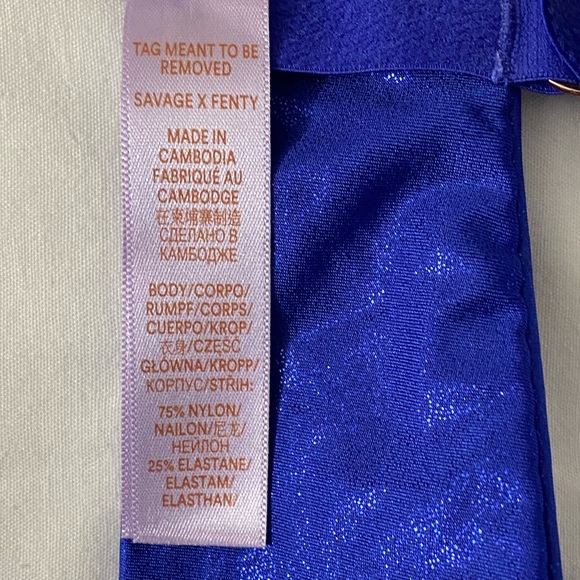 TAG MEANT TO BE
REMOVED
SAVAGE X FENTY
MADE IN
CAMBODIA
FABRIQUÉ AU
CAMBODGE
在柬埔寨制造
СДЕЛАНО В
КАМБОДЖЕ
BODY/CORPO/
RUMPF/CORPS/
CUERPO/KROP/
衣身/CZĘŚĆ
GŁÓWNA/KROPP/
КОРПУС/STŘIH:
75% NYLON/
NAILON/尼龙/
НЕЙЛОН
25% ELASTANE/
ELASTAM/
ELASTHAN/